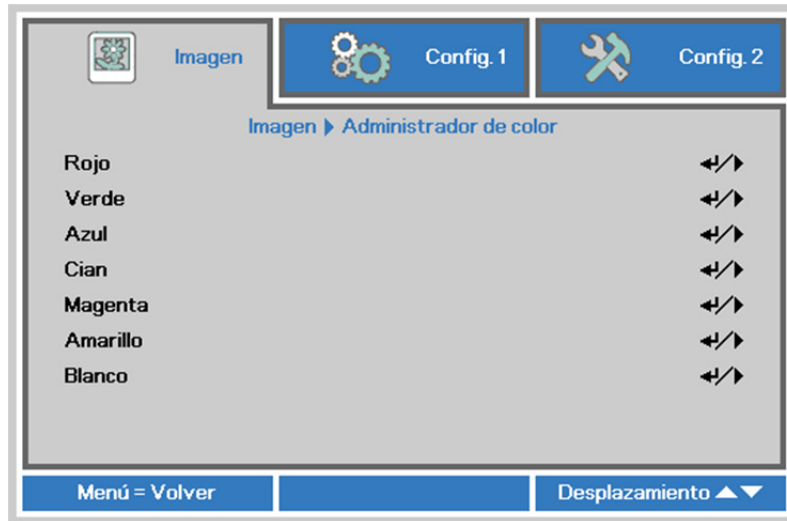 Imagen Config. 1 Config. 2
Imagen ▶ Administrador de color
Rojo ↵/▶
Verde ↵/▶
Azul ↵/▶
Cian ↵/▶
Magenta ↵/▶
Amarillo ↵/▶
Blanco ↵/▶
Menú = Volver Desplazamiento ▲▼